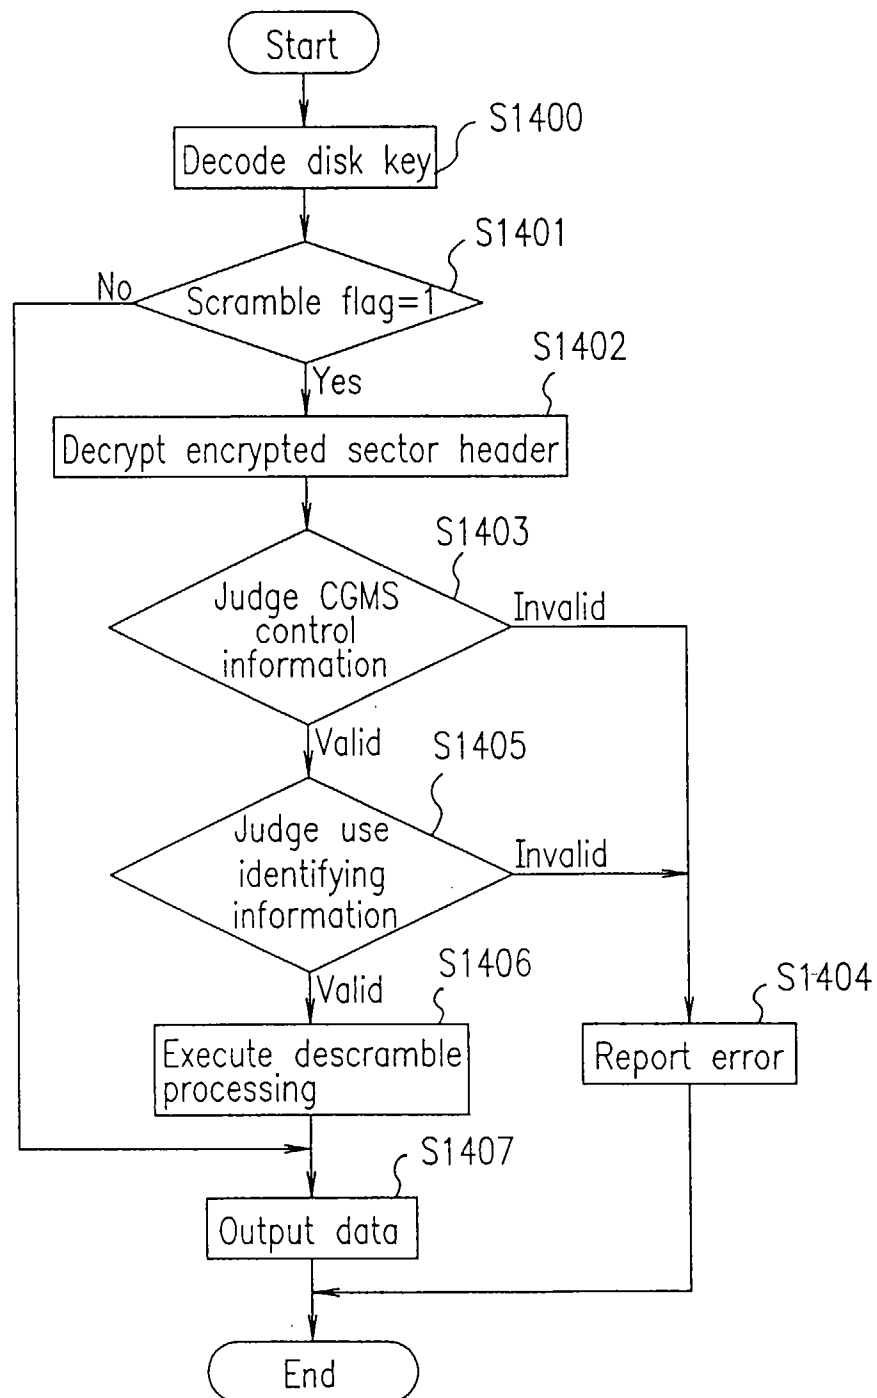 Start
S1400
Decode disk key
S1401
No
Scramble flag=1
S1402
Yes
Decrypt encrypted sector header
S1403
Judge CGMS
control
information
Invalid
Valid
S1405
Judge use
identifying
information
Invalid
S1406
Valid
S1404
Execute descramble
processing
Report error
S1407
Output data
End